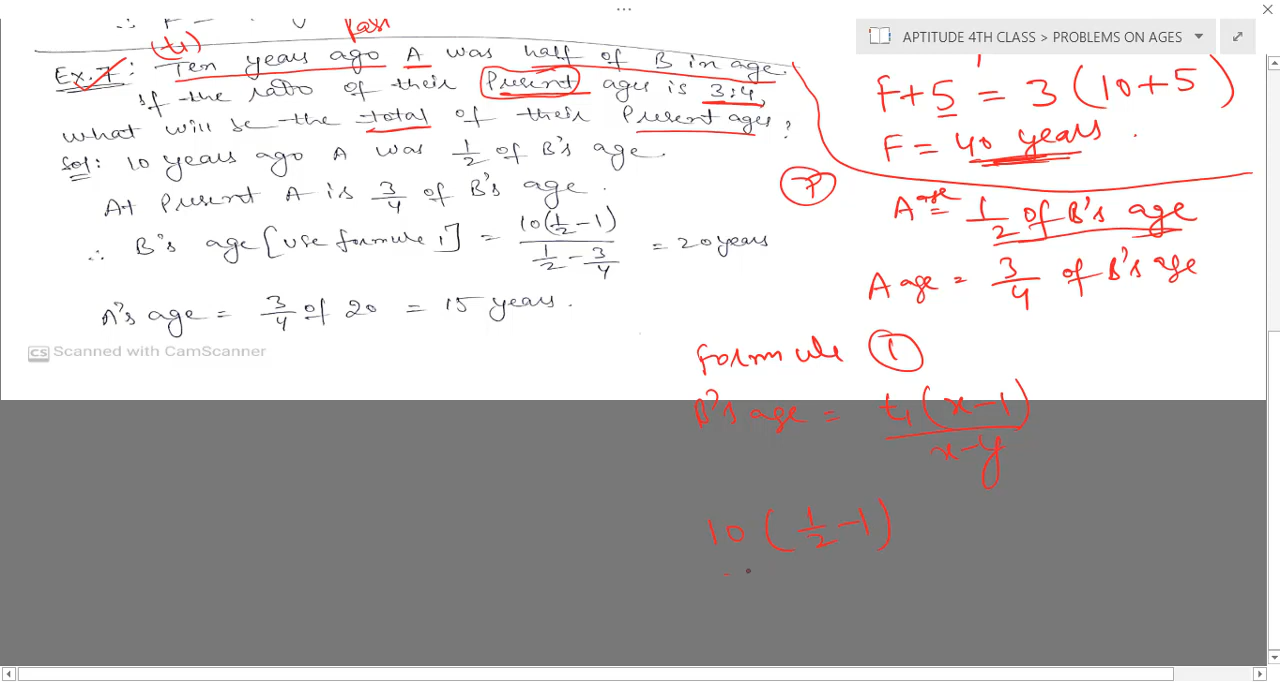 APTITUDE 4TH CLASS > PROBLEMS ON AGES
(t₁)
Ex.7: Ten years ago A was half of B in age.
If the ratio of their Present ages is 3:4,
what will be the total of their Present ages?
Sol: 10 years ago A was 1/2 of B's age.
At Present A is 3/4 of B's age.
∴ B's age [use formule 1] = 10(1/2 - 1) / (1/2 - 3/4) = 20 years
A's age = 3/4 of 20 = 15 years.
CS Scanned with CamScanner
F+5 = 3(10+5)
F = 40 years.
7
A age = 1/2 of B's age
A age = 3/4 of B's age
Formule 1
B's age = t₁(x-1) / x-y
10 (1/2 - 1)